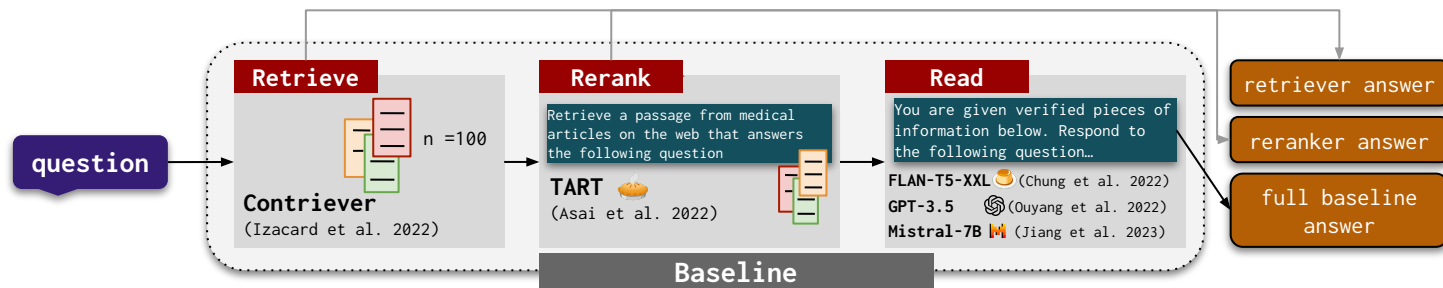 question
Retrieve
n =100
Contriever
(Izacard et al. 2022)
Rerank
Retrieve a passage from medical
articles on the web that answers
the following question
TART
(Asai et al. 2022)
Read
You are given verified pieces of
information below. Respond to
the following question…
FLAN-T5-XXL (Chung et al. 2022)
GPT-3.5 (Ouyang et al. 2022)
Mistral-7B (Jiang et al. 2023)
Baseline
retriever answer
reranker answer
full baseline
answer